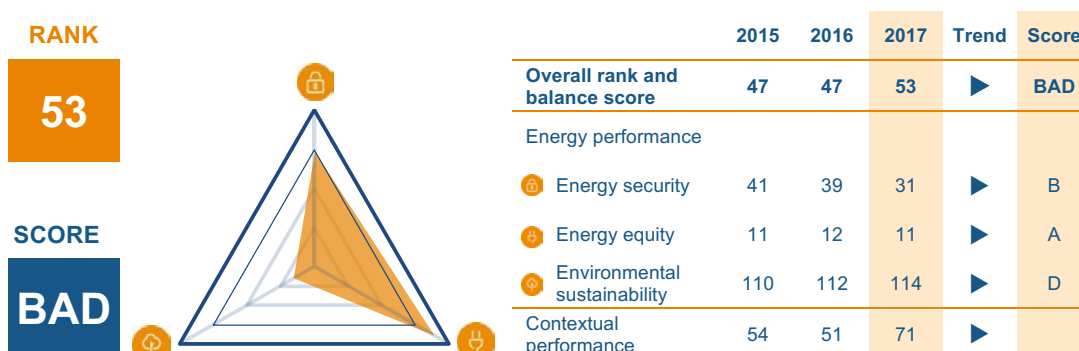 RANK
53
SCORE
BAD
2015 2016 2017 Trend Score
Overall rank and
balance score 47 47 53 BAD
Energy performance
Energy security 41 39 31 B
Energy equity 11 12 11 A
Environmental
sustainability 110 112 114 D
Contextual
performance 54 51 71